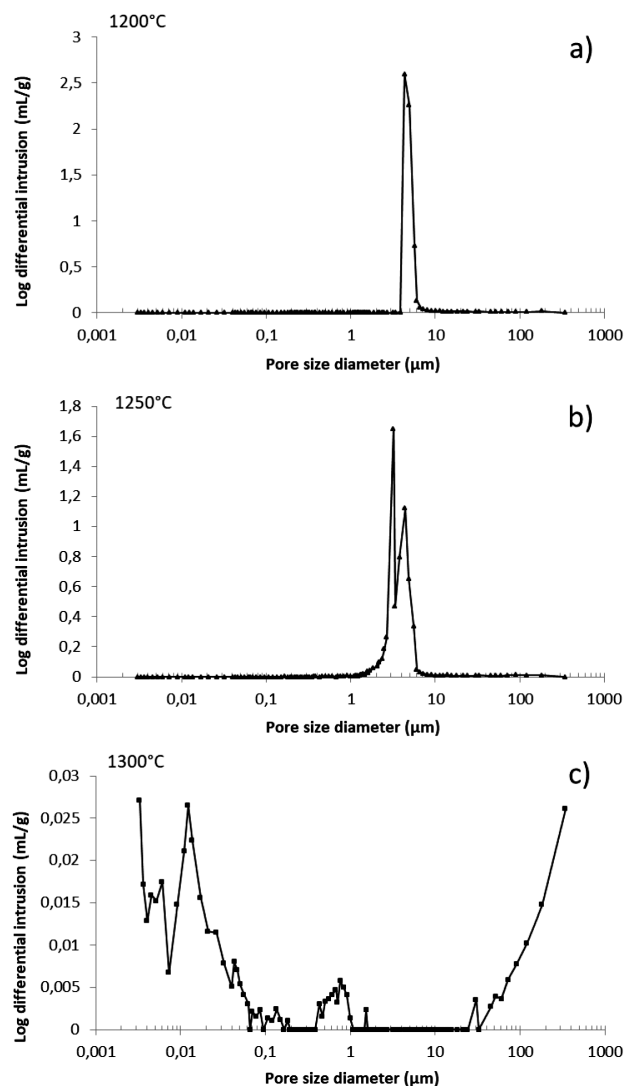 1200°C
a)
3
2,5
2
1,5
1
0,5
0
0,001 0,01 0,1 1 10 100 1000
Log differential intrusion (mL/g)
Pore size diameter (µm)
1250°C
b)
1,8
1,6
1,4
1,2
1
0,8
0,6
0,4
0,2
0
0,001 0,01 0,1 1 10 100 1000
Log differential intrusion (mL/g)
Pore size diameter (µm)
1300°C
c)
0,03
0,025
0,02
0,015
0,01
0,005
0
0,001 0,01 0,1 1 10 100 1000
Log differential intrusion (mL/g)
Pore size diameter (µm)